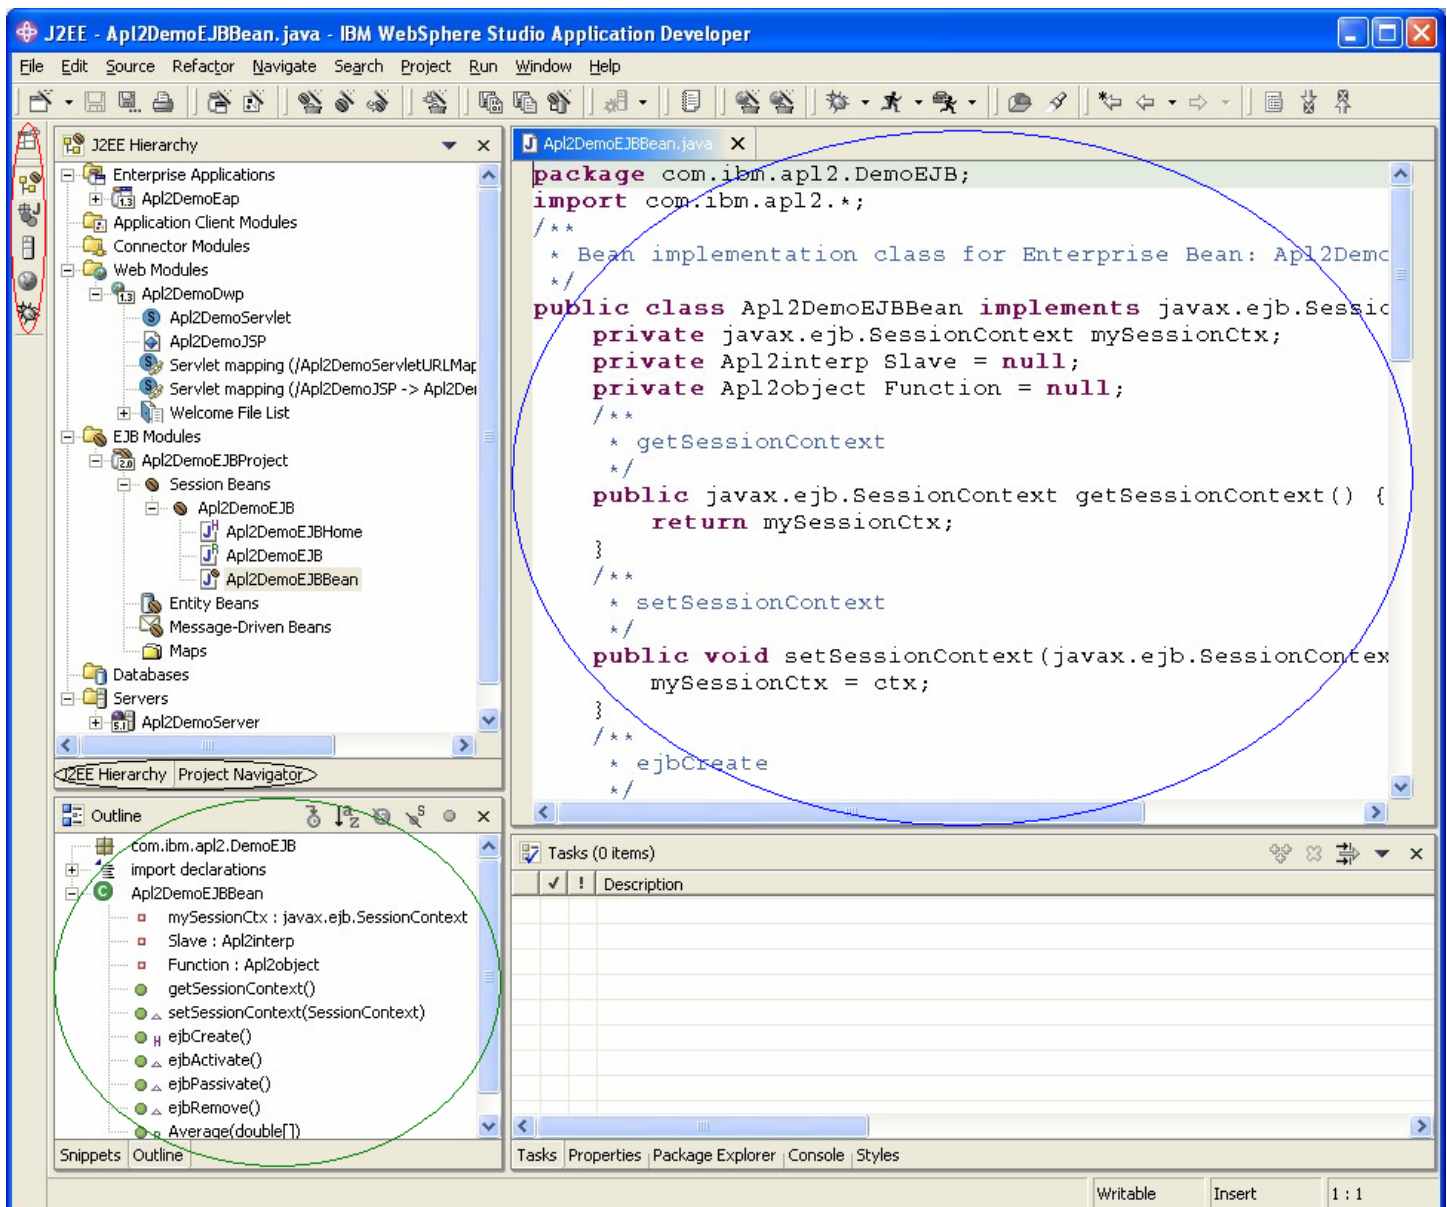 J2EE - Apl2DemoEJBBean.java - IBM WebSphere Studio Application Developer
File Edit Source Refactor Navigate Search Project Run Window Help
J2EE Hierarchy
Enterprise Applications
1.3 Apl2DemoEap
Application Client Modules
Connector Modules
Web Modules
1.3 Apl2DemoDwp
Apl2DemoServlet
Apl2DemoJSP
Servlet mapping (/Apl2DemoServletURLMap
Servlet mapping (/Apl2DemoJSP -> Apl2De
Welcome File List
EJB Modules
2.0 Apl2DemoEJBProject
Session Beans
Apl2DemoEJB
Apl2DemoEJBHome
Apl2DemoEJB
Apl2DemoEJBBean
Entity Beans
Message-Driven Beans
Maps
Databases
Servers
5.1 Apl2DemoServer
J2EE Hierarchy Project Navigator
Apl2DemoEJBBean.java
package com.ibm.apl2.DemoEJB;
import com.ibm.apl2.*;
/**
* Bean implementation class for Enterprise Bean: Apl2Demo
*/
public class Apl2DemoEJBBean implements javax.ejb.Sessio
private javax.ejb.SessionContext mySessionCtx;
private Apl2interp Slave = null;
private Apl2object Function = null;
/**
* getSessionContext
*/
public javax.ejb.SessionContext getSessionContext() {
return mySessionCtx;
}
/**
* setSessionContext
*/
public void setSessionContext(javax.ejb.SessionContex
mySessionCtx = ctx;
}
/**
* ejbCreate
*/
Outline
com.ibm.apl2.DemoEJB
import declarations
Apl2DemoEJBBean
mySessionCtx : javax.ejb.SessionContext
Slave : Apl2interp
Function : Apl2object
getSessionContext()
setSessionContext(SessionContext)
ejbCreate()
ejbActivate()
ejbPassivate()
ejbRemove()
Average(double[])
Snippets Outline
Tasks (0 items)
! Description
Tasks Properties Package Explorer Console Styles
Writable Insert 1 : 1